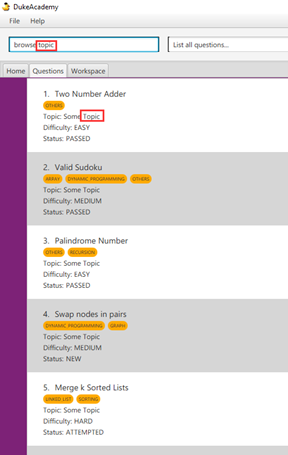 DukeAcademy
File Help
browse topic List all questions...
Home Questions Workspace
1. Two Number Adder
OTHERS
Topic: Some Topic
Difficulty: EASY
Status: PASSED
2. Valid Sudoku
ARRAY DYNAMIC PROGRAMMING OTHERS
Topic: Some Topic
Difficulty: MEDIUM
Status: PASSED
3. Palindrome Number
OTHERS RECURSION
Topic: Some Topic
Difficulty: EASY
Status: PASSED
4. Swap nodes in pairs
DYNAMIC PROGRAMMING GRAPH
Topic: Some Topic
Difficulty: MEDIUM
Status: NEW
5. Merge k Sorted Lists
LINKED LIST SORTING
Topic: Some Topic
Difficulty: HARD
Status: ATTEMPTED